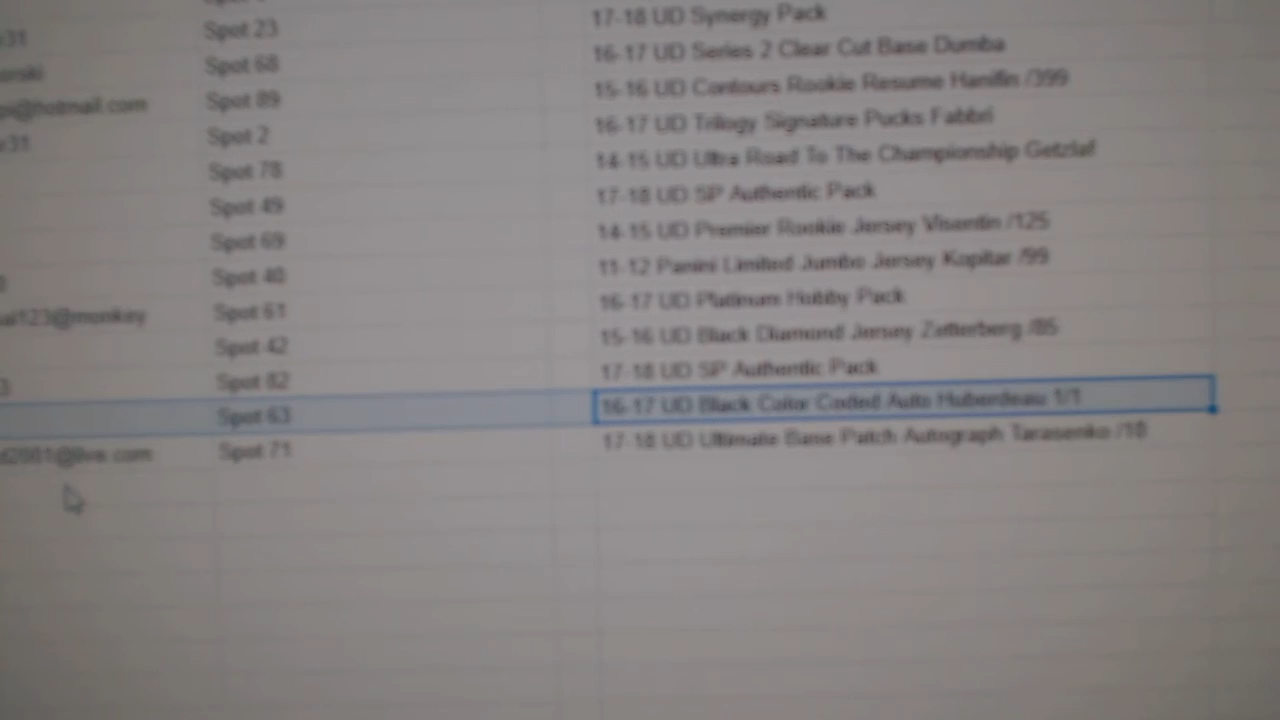 r31 Spot 23 17-18 UD Synergy Pack
orski Spot 68 16-17 UD Series 2 Clear Cut Base Dumba
@hotmail.com Spot 89 15-16 UD Contours Rookie Resume Hanifin /399
r31 Spot 2 16-17 UD Trilogy Signature Pucks Fabbri
Spot 78 14-15 UD Ultra Road To The Championship Getzlaf
Spot 49 17-18 UD SP Authentic Pack
Spot 69 14-15 UD Premier Rookie Jersey Visentin /125
Spot 40 11-12 Panini Limited Jumbo Jersey Kopitar /99
Spot 61 16-17 UD Platinum Hobby Pack
Spot 42 15-16 UD Black Diamond Jersey Zetterberg /85
3 Spot 82 17-18 UD SP Authentic Pack
Spot 63 16-17 UD Black Color Coded Auto Huberdeau 1/1
@live.com Spot 71 17-18 UD Ultimate Base Patch Autograph Tarasenko /10